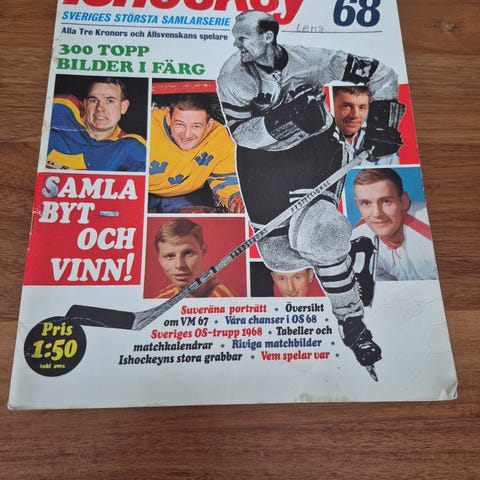 Ishockey 68
SVERIGES STÖRSTA SAMLARSERIE
Alla Tre Kronors och Allsvenskans spelare
Lenz
300 TOPP
BILDER I FÄRG
SAMLA
BYT -
OCH
VINN!
PROFESSIONAL
Suveräna porträtt ★ Översikt
om VM 67 ★ Våra chanser i OS 68 ★
Sveriges OS-trupp 1968 ★ Tabeller och
matchkalendrar ★ Riviga matchbilder ★
Ishockeyns stora grabbar ★ Vem spelar var ★
Pris
1:50
inkl oms